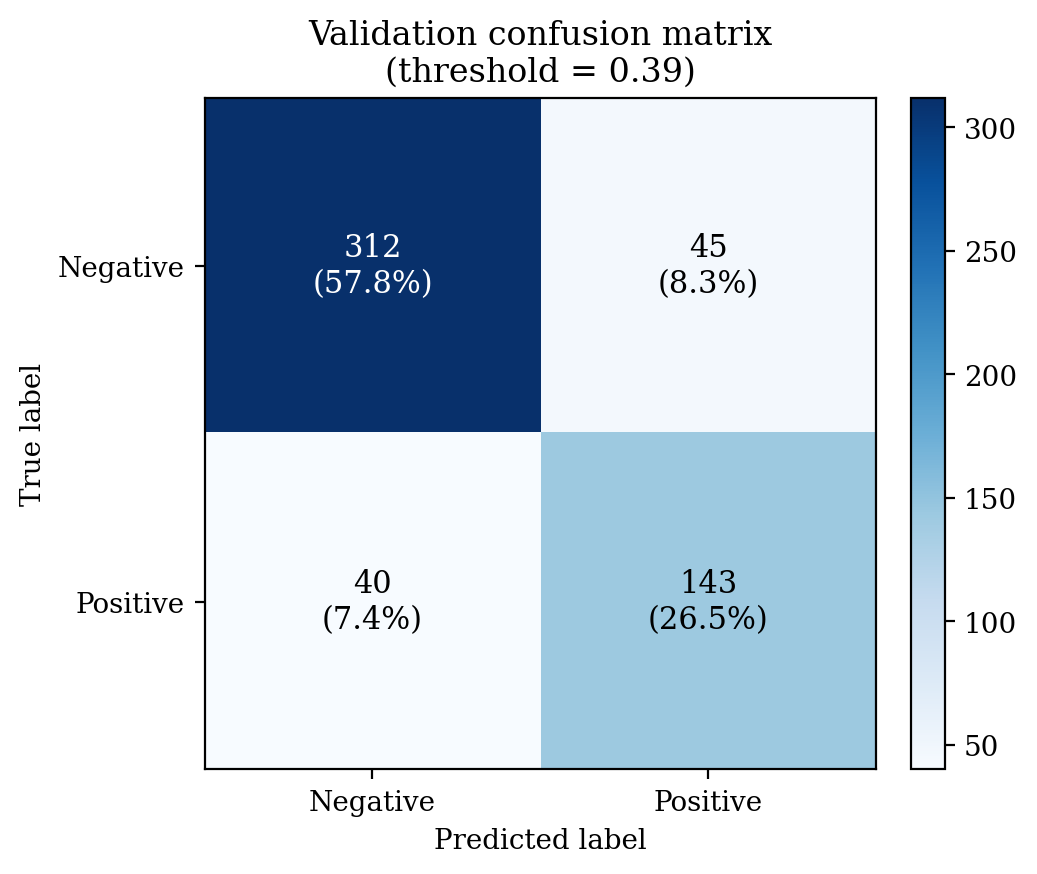 Validation confusion matrix
(threshold = 0.39)
True label
Negative
Positive
312
(57.8%)
45
(8.3%)
40
(7.4%)
143
(26.5%)
Negative
Positive
Predicted label
300
250
200
150
100
50